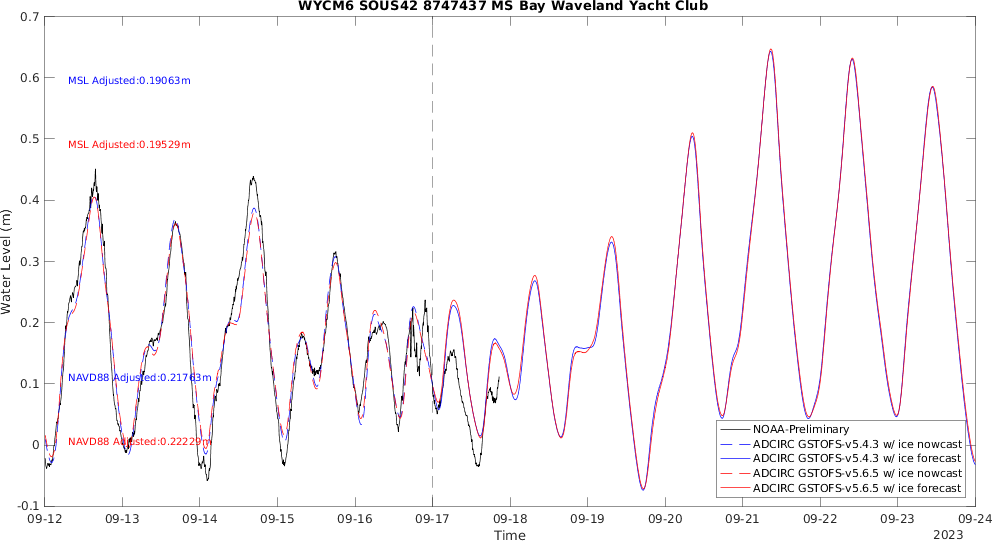 WYCM6 SOUS42 8747437 MS Bay Waveland Yacht Club
0.7
0.6
0.5
0.4
0.3
0.2
0.1
0
-0.1
Water Level (m)
MSL Adjusted:0.19063m
MSL Adjusted:0.19529m
NAVD88 Adjusted:0.21763m
NAVD88 Adjusted:0.22229m
NOAA-Preliminary
ADCIRC GSTOFS-v5.4.3 w/ ice nowcast
ADCIRC GSTOFS-v5.4.3 w/ ice forecast
ADCIRC GSTOFS-v5.6.5 w/ ice nowcast
ADCIRC GSTOFS-v5.6.5 w/ ice forecast
09-12 09-13 09-14 09-15 09-16 09-17 09-18 09-19 09-20 09-21 09-22 09-23 09-24
Time
2023